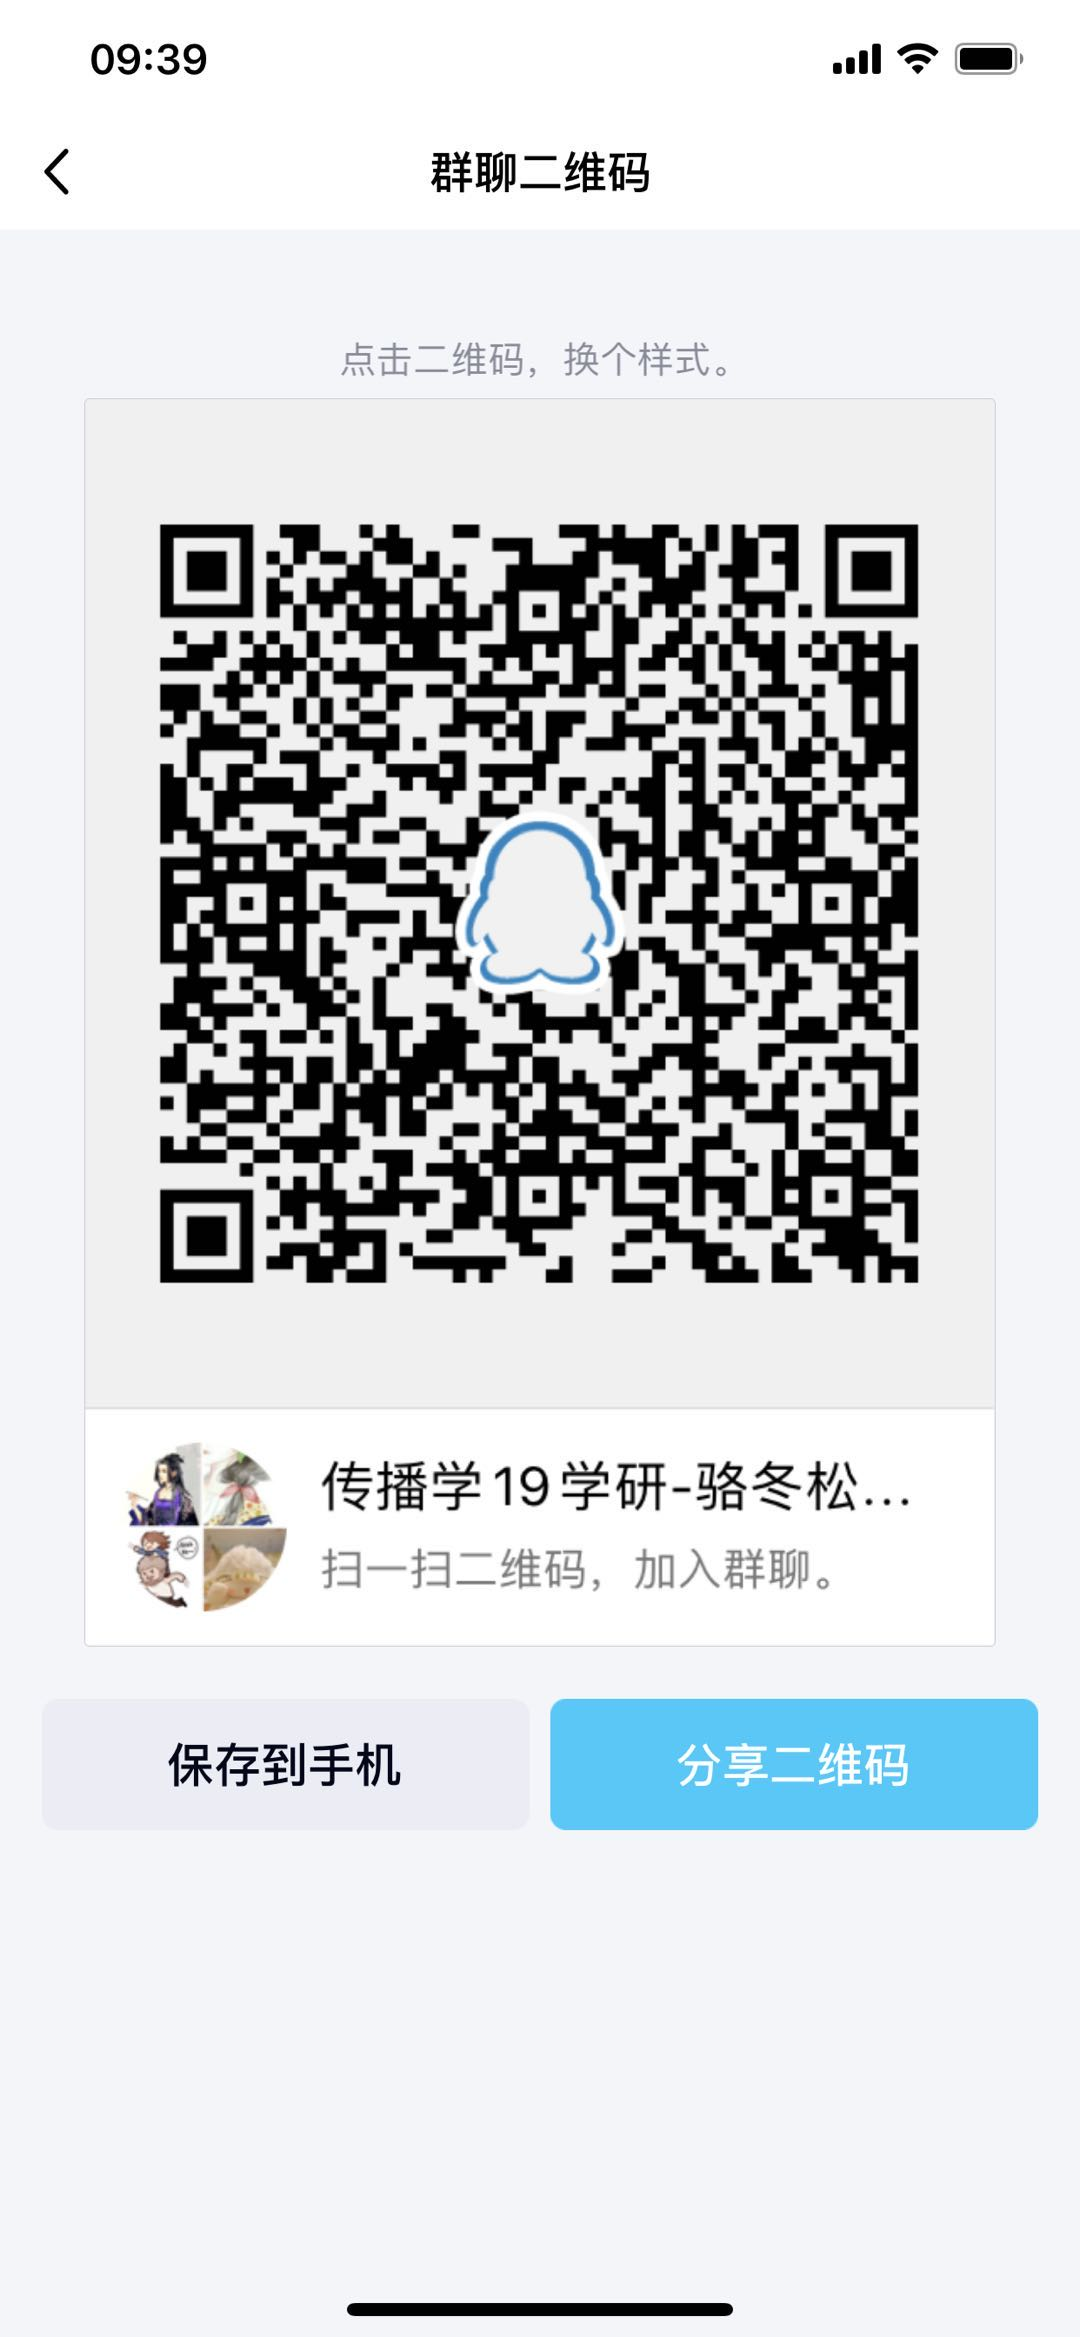 09:39
群聊二维码
点击二维码，换个样式。
传播学19学研-骆冬松...
扫一扫二维码，加入群聊。
保存到手机
分享二维码